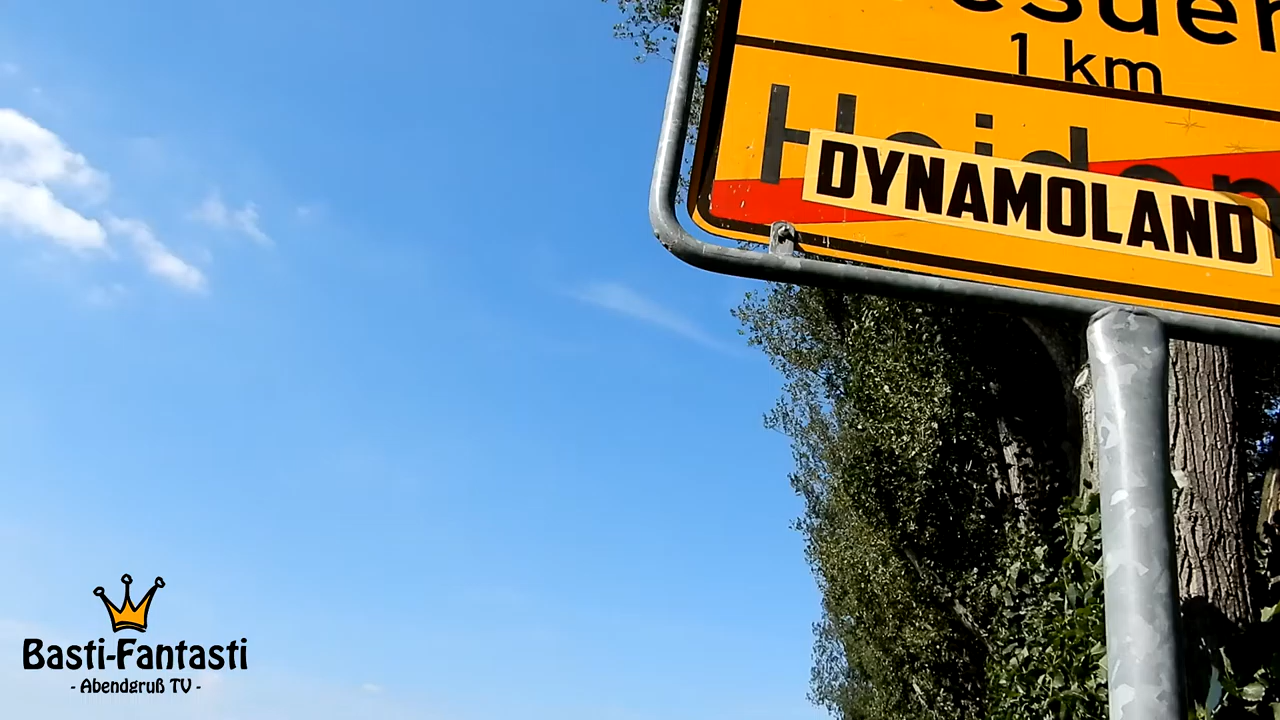 1 km
DYNAMOLAND
Basti-Fantasti
- Abendgruß TV -